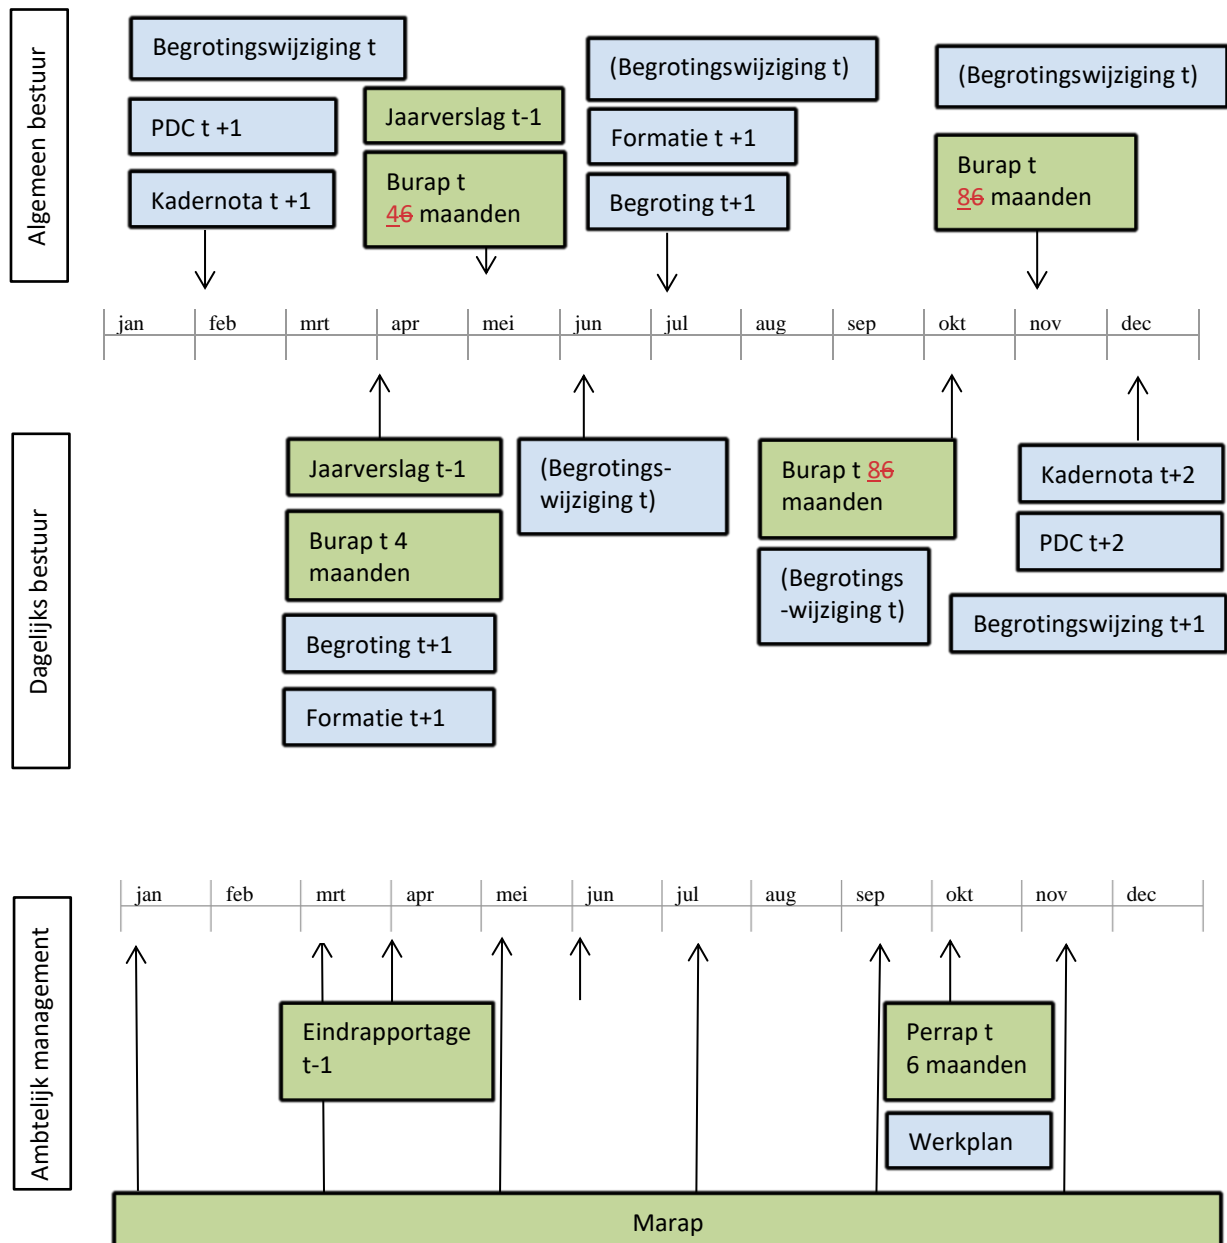 Algemeen bestuur
Begrotingswijziging t
PDC t +1
Kadernota t +1
Jaarverslag t-1
Burap t
46 maanden
(Begrotingswijziging t)
Formatie t +1
Begroting t+1
(Begrotingswijziging t)
Burap t
86 maanden
jan feb mrt apr mei jun jul aug sep okt nov dec
Dagelijks bestuur
Jaarverslag t-1
Burap t 4
maanden
Begroting t+1
Formatie t+1
(Begrotings-
wijziging t)
Burap t 86
maanden
(Begrotings
-wijziging t)
Kadernota t+2
PDC t+2
Begrotingswijzing t+1
jan feb mrt apr mei jun jul aug sep okt nov dec
Ambtelijk management
Eindrapportage
t-1
Perrap t
6 maanden
Werkplan
Marap